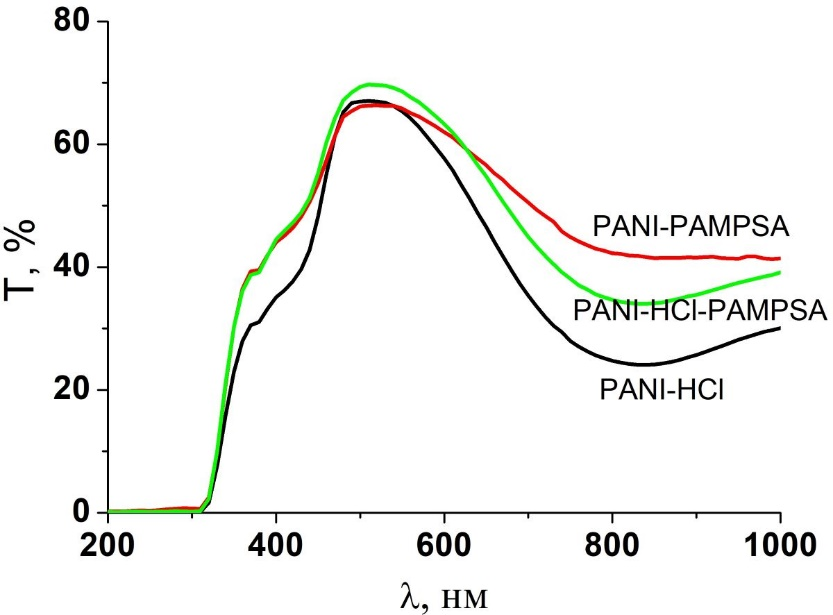 80
60
40
20
0
T, %
PANI-PAMPSA
PANI-HCl-PAMPSA
PANI-HCl
200 400 600 800 1000
λ, нм